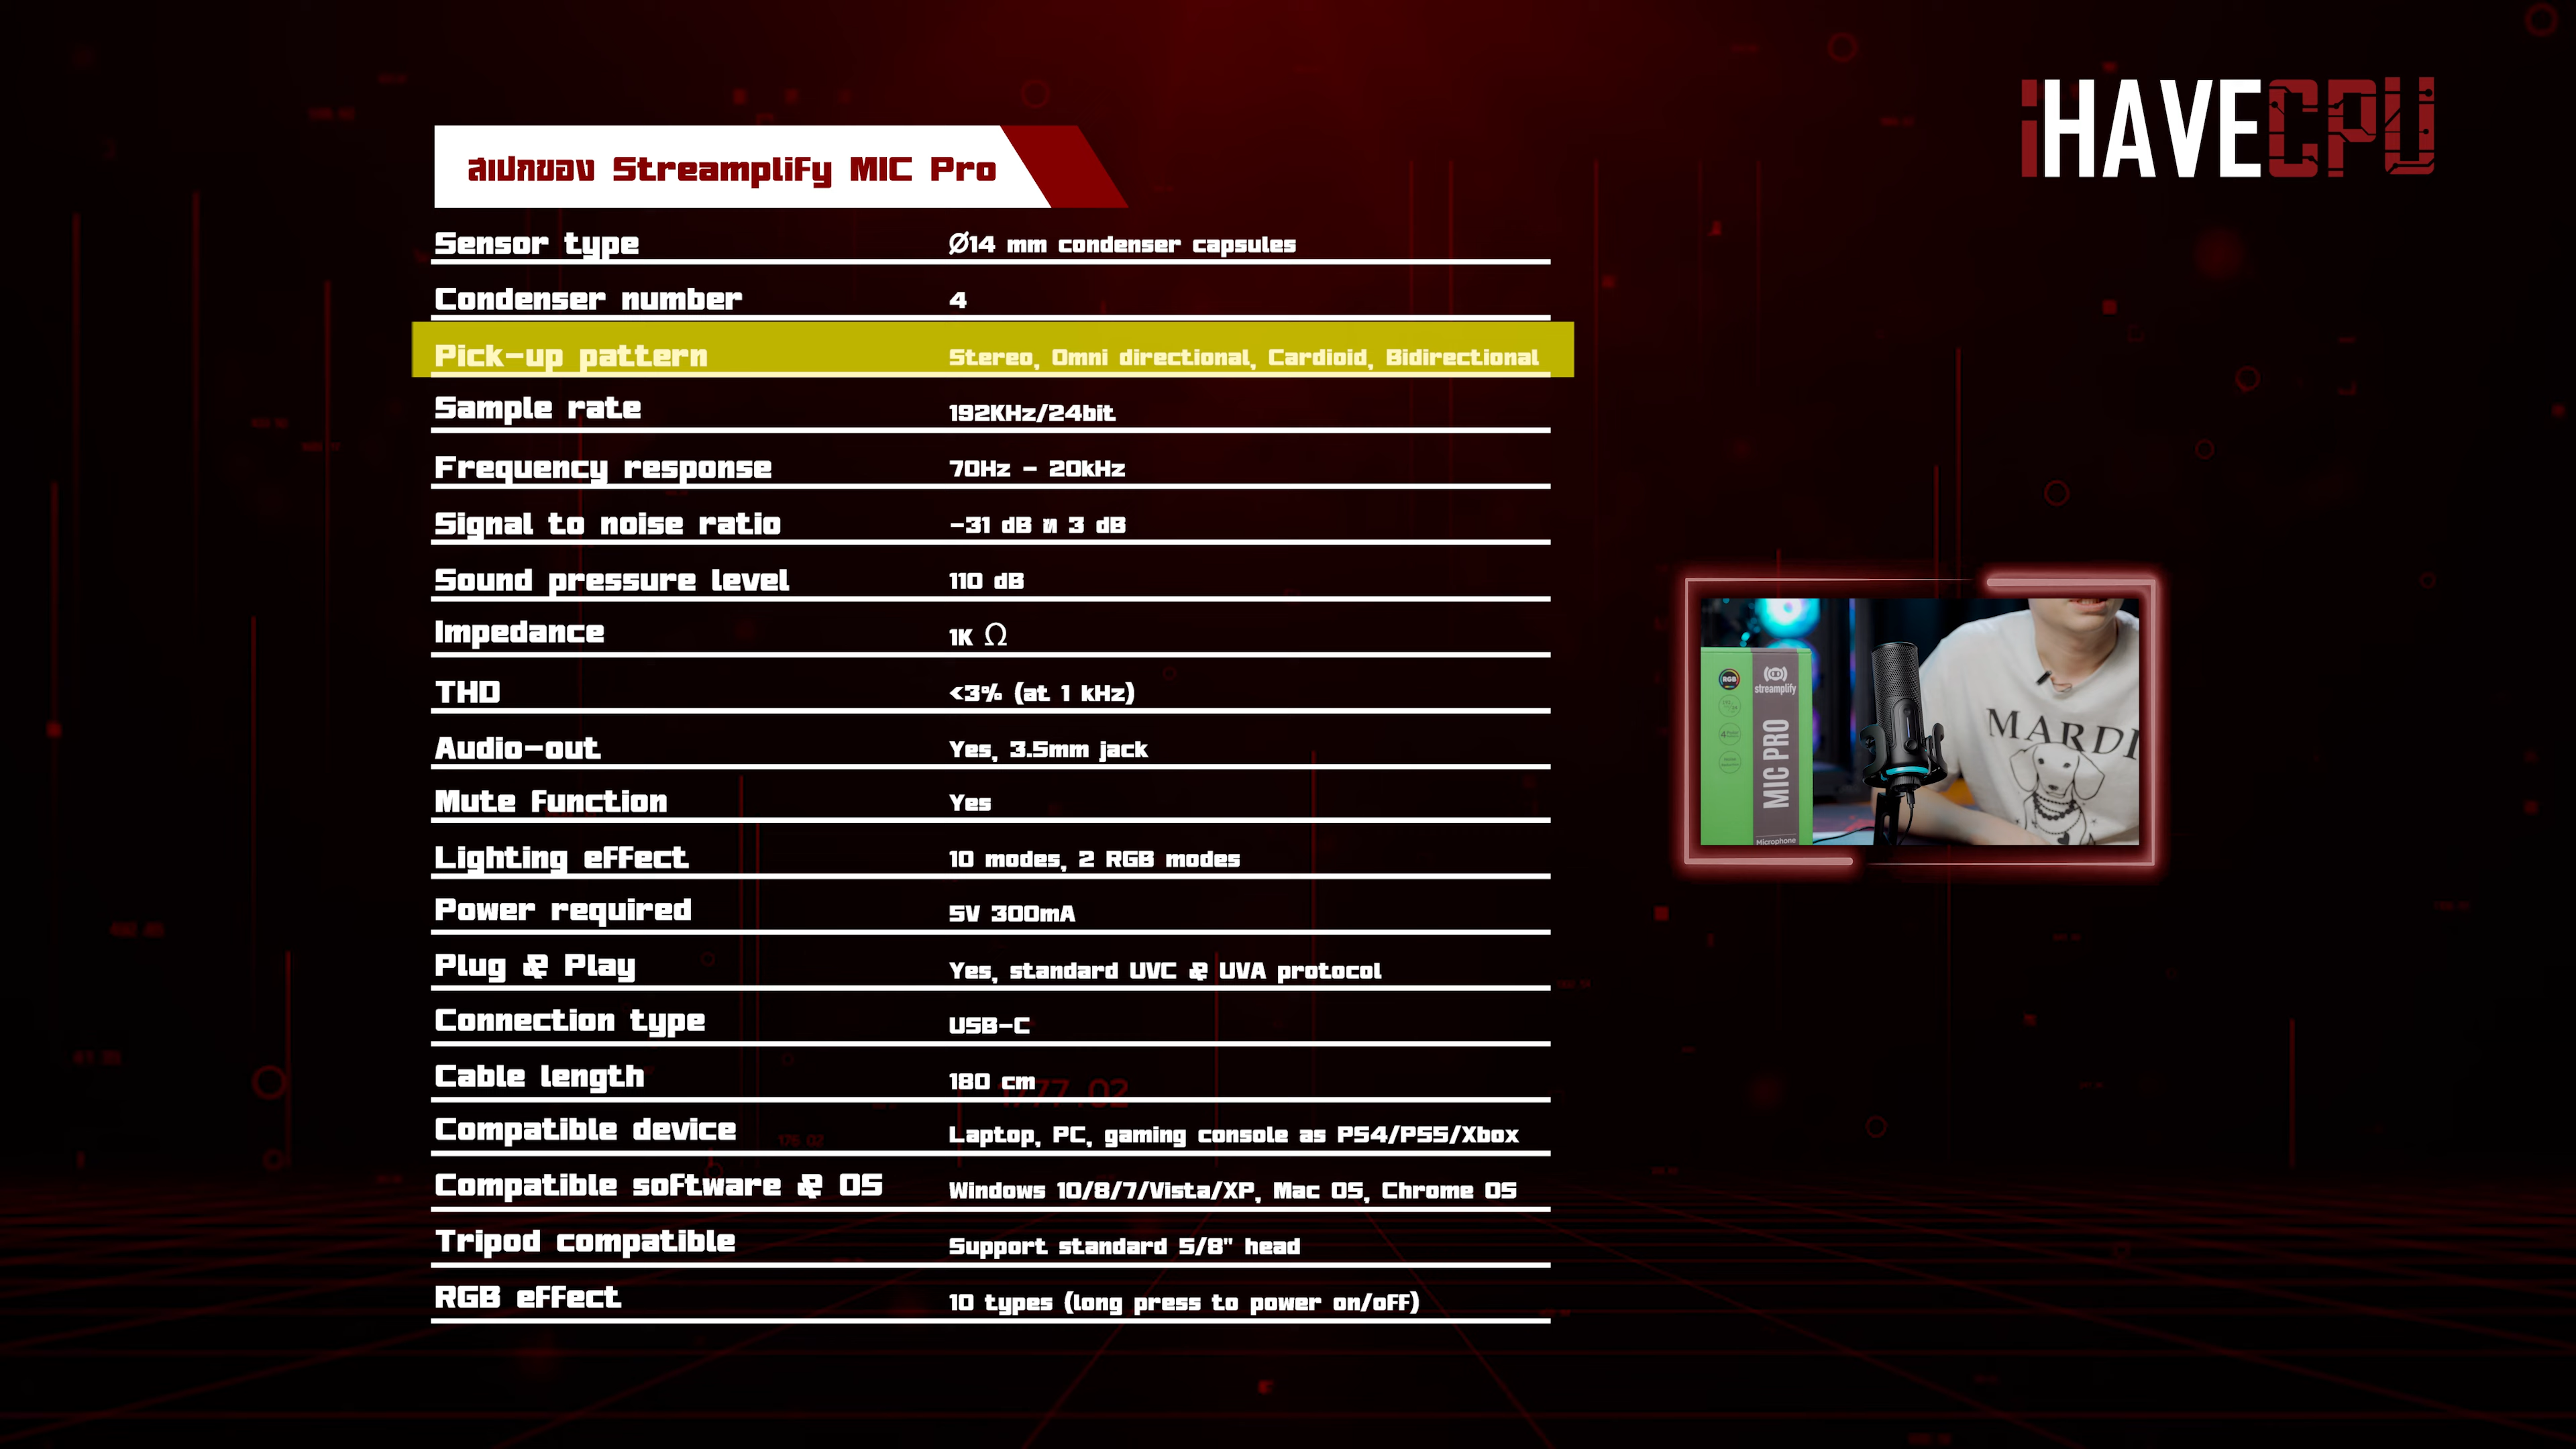 iHAVECPU
สเปกของ Streamplify MIC Pro
Sensor type Ø14 mm condenser capsules
Condenser number 4
Pick-up pattern Stereo, Omni directional, Cardioid, Bidirectional
Sample rate 192KHz/24bit
Frequency response 70Hz - 20kHz
Signal to noise ratio -31 dB ท 3 dB
Sound pressure level 110 dB
Impedance 1K Ω
THD <3% (at 1 kHz)
Audio-out Yes, 3.5mm jack
Mute Function Yes
Lighting effect 10 modes, 2 RGB modes
Power required 5V 300mA
Plug & Play Yes, standard UVC & UVA protocol
Connection type USB-C
Cable length 180 cm
Compatible device Laptop, PC, gaming console as PS4/PS5/Xbox
Compatible software & OS Windows 10/8/7/Vista/XP, Mac OS, Chrome OS
Tripod compatible Support standard 5/8" head
RGB effect 10 types (long press to power on/off)
RGB
streamplify
MIC PRO
Microphone
MARDI
177.02
176.02